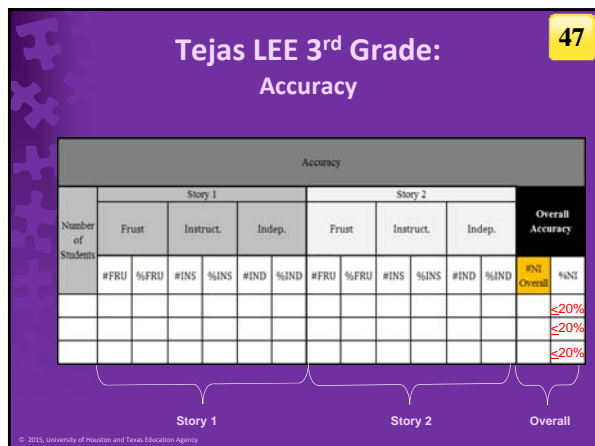 47
Tejas LEE 3rd Grade:
Accuracy
Accuracy
Story 1 Story 2
Number of Students Frust Instruct. Indep. Frust Instruct. Indep. Overall Accuracy
#FRU %FRU #INS %INS #IND %IND #FRU %FRU #INS %INS #IND %IND #NI Overall %NI
≤20%
≤20%
≤20%
Story 1 Story 2 Overall
© 2015, University of Houston and Texas Education Agency